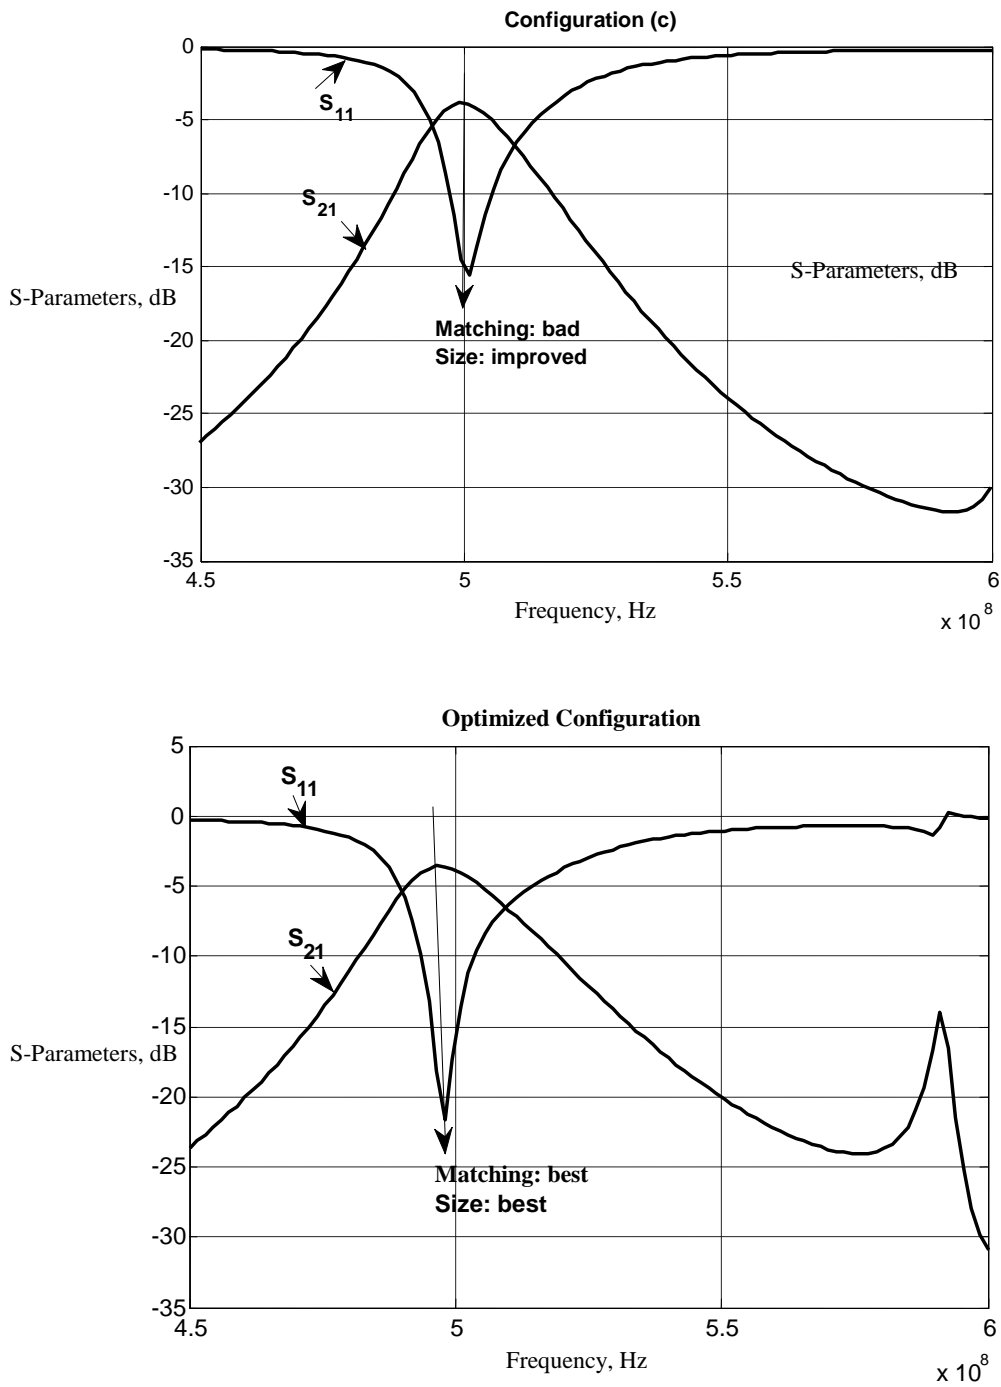 Configuration (c)
0
-5
-10
-15
-20
-25
-30
-35
S11
S21
S-Parameters, dB
S-Parameters, dB
Matching: bad
Size: improved
4.5
5
5.5
6
Frequency, Hz
x 10^8
Optimized Configuration
5
0
-5
-10
-15
-20
-25
-30
-35
S11
S21
S-Parameters, dB
Matching: best
Size: best
4.5
5
5.5
6
Frequency, Hz
x 10^8